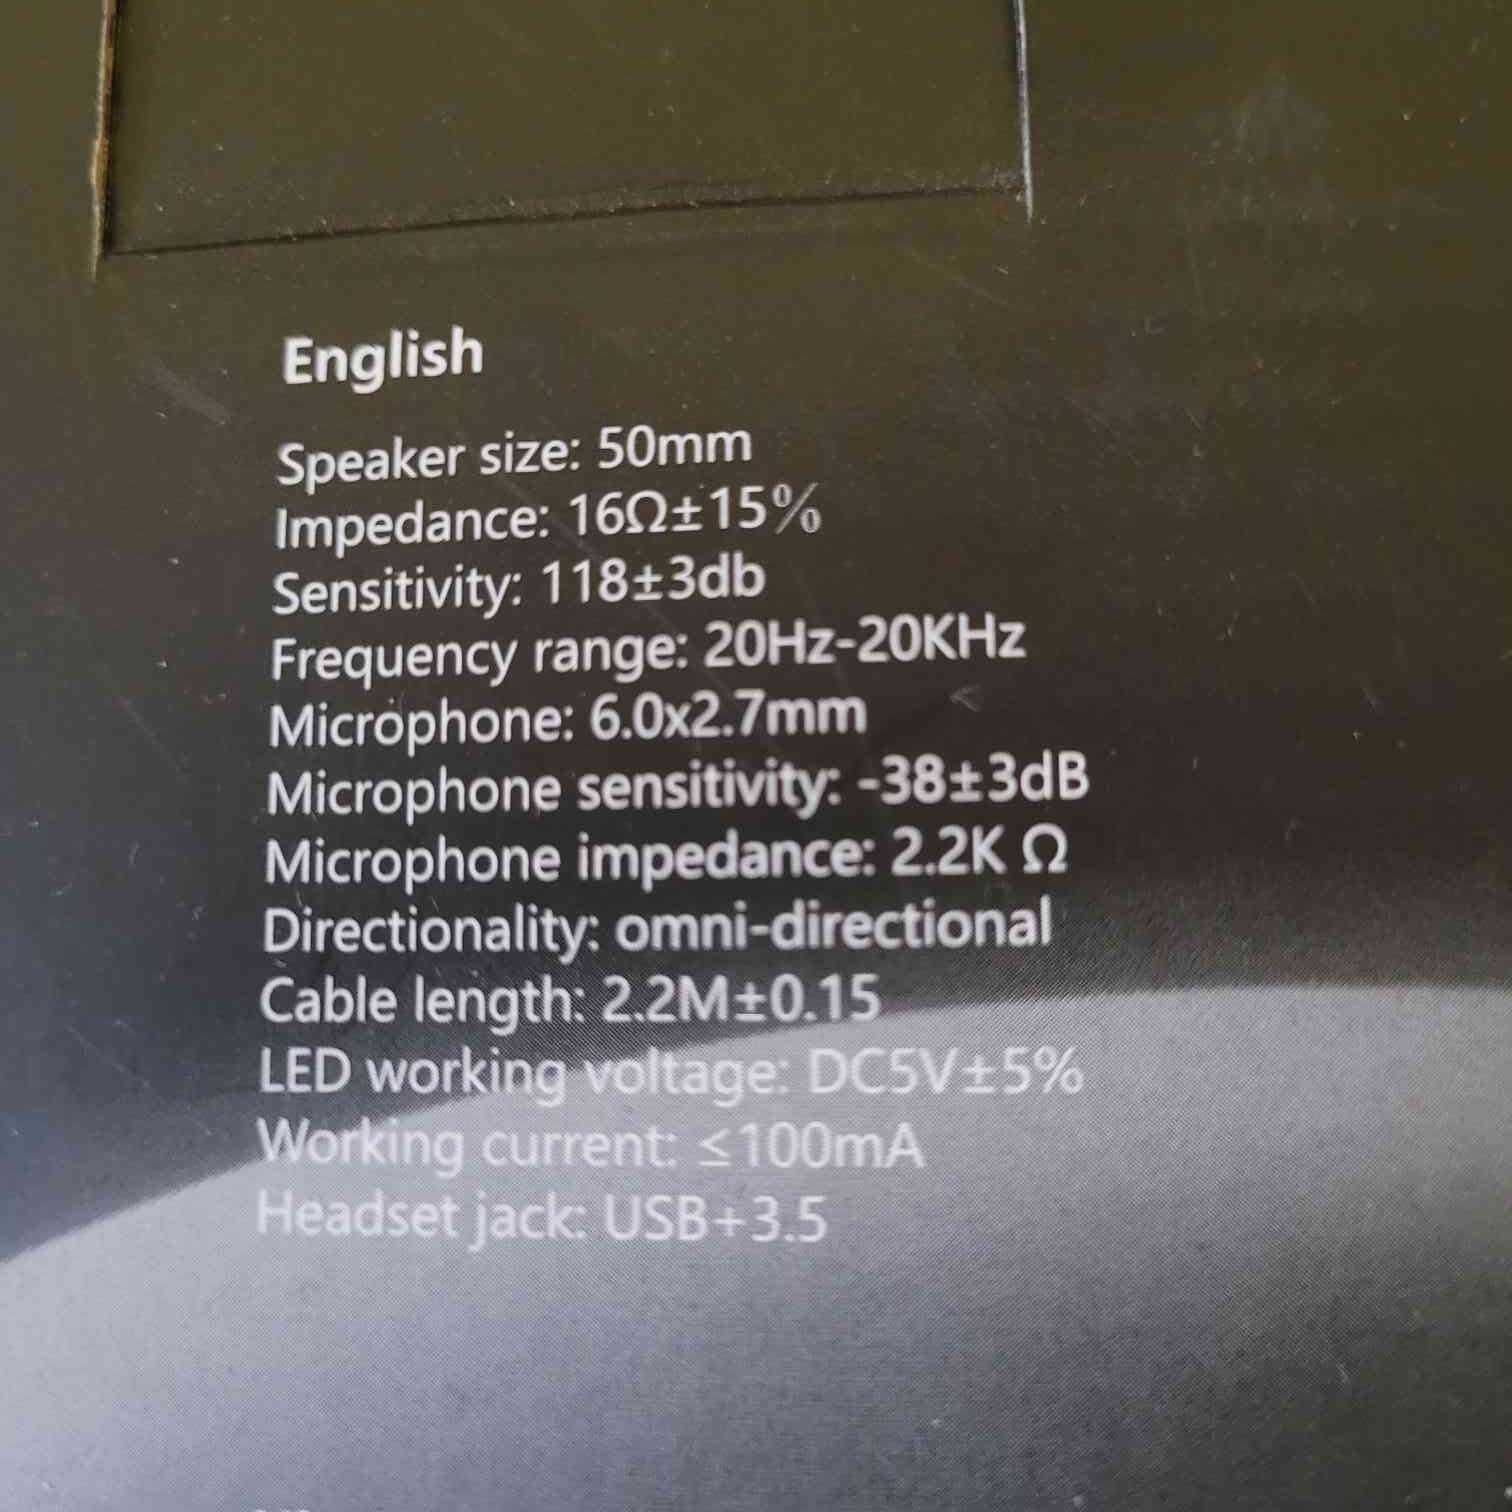 English
Speaker size: 50mm
Impedance: 16Ω±15%
Sensitivity: 118±3db
Frequency range: 20Hz-20KHz
Microphone: 6.0x2.7mm
Microphone sensitivity: -38±3dB
Microphone impedance: 2.2K Ω
Directionality: omni-directional
Cable length: 2.2M±0.15
LED working voltage: DC5V±5%
Working current: ≤100mA
Headset jack: USB+3.5